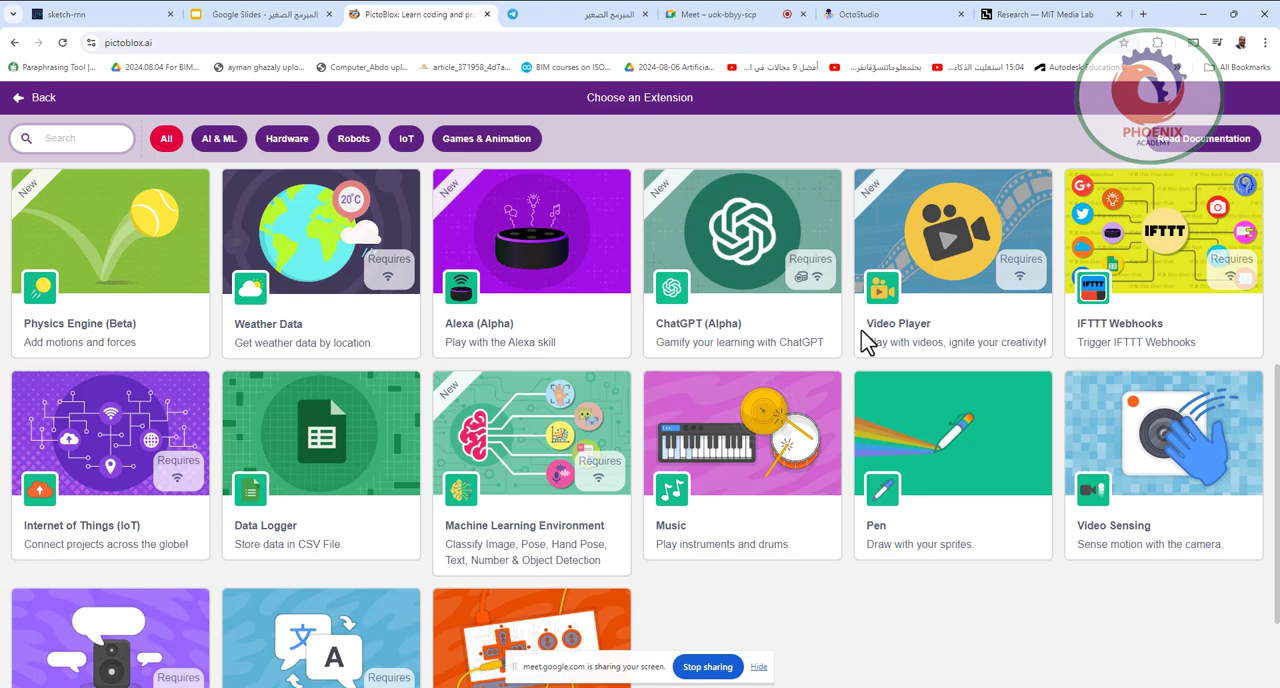 sketch-rnn
Google Slides - المبرمج الصغير
PictoBlox: Learn coding and pr
المبرمج الصغير
Meet – uok-bbyy-scp
OctoStudio
Research — MIT Media Lab
pictoblox.ai
Paraphrasing Tool |...
2024.08.04 For BIM...
ayman ghazaly uplo...
Computer_Abdo upl...
article_371958_4d7a...
BIM courses on ISO...
2024-08-06 Artificia...
أفضل 9 مجالات في ا...
15:04 استغليت الذكاء...
Autodesk Education
All Bookmarks
Back
Choose an Extension
Search
All
AI & ML
Hardware
Robots
IoT
Games & Animation
Read Documentation
PHOENIX
ACADEMY
New
20°C
Requires
New
New
Requires
New
Requires
IFTTT
Requires
Physics Engine (Beta)
Add motions and forces
Weather Data
Get weather data by location.
Alexa (Alpha)
Play with the Alexa skill
ChatGPT (Alpha)
Gamify your learning with ChatGPT
Video Player
lay with videos, ignite your creativity!
IFTTT Webhooks
Trigger IFTTT Webhooks
Requires
New
Requires
Internet of Things (IoT)
Connect projects across the globe!
Data Logger
Store data in CSV File.
Machine Learning Environment
Classify Image, Pose, Hand Pose,
Text, Number & Object Detection
Music
Play instruments and drums.
Pen
Draw with your sprites.
Video Sensing
Sense motion with the camera.
Requires
文
A
Requires
meet.google.com is sharing your screen.
Stop sharing
Hide